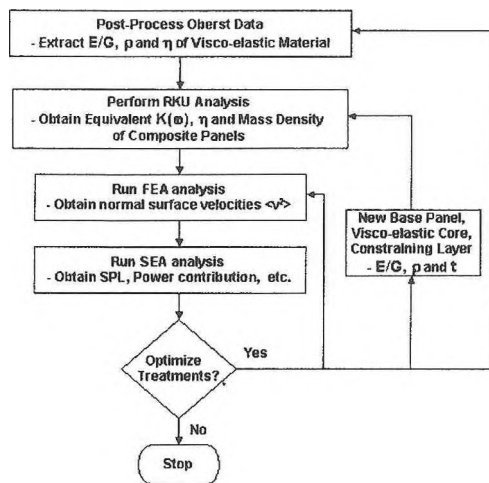 Post-Process Oberst Data
- Extract E/G, ρ and η of Visco-elastic Material
Perform RKU Analysis
- Obtain Equivalent K(ω), η and Mass Density
of Composite Panels
Run FEA analysis
- Obtain normal surface velocities <v²>
New Base Panel,
Visco-elastic Core,
Constraining Layer
- E/G, ρ and t
Run SEA analysis
- Obtain SPL, Power contribution, etc.
Optimize
Treatments?
Yes
No
Stop